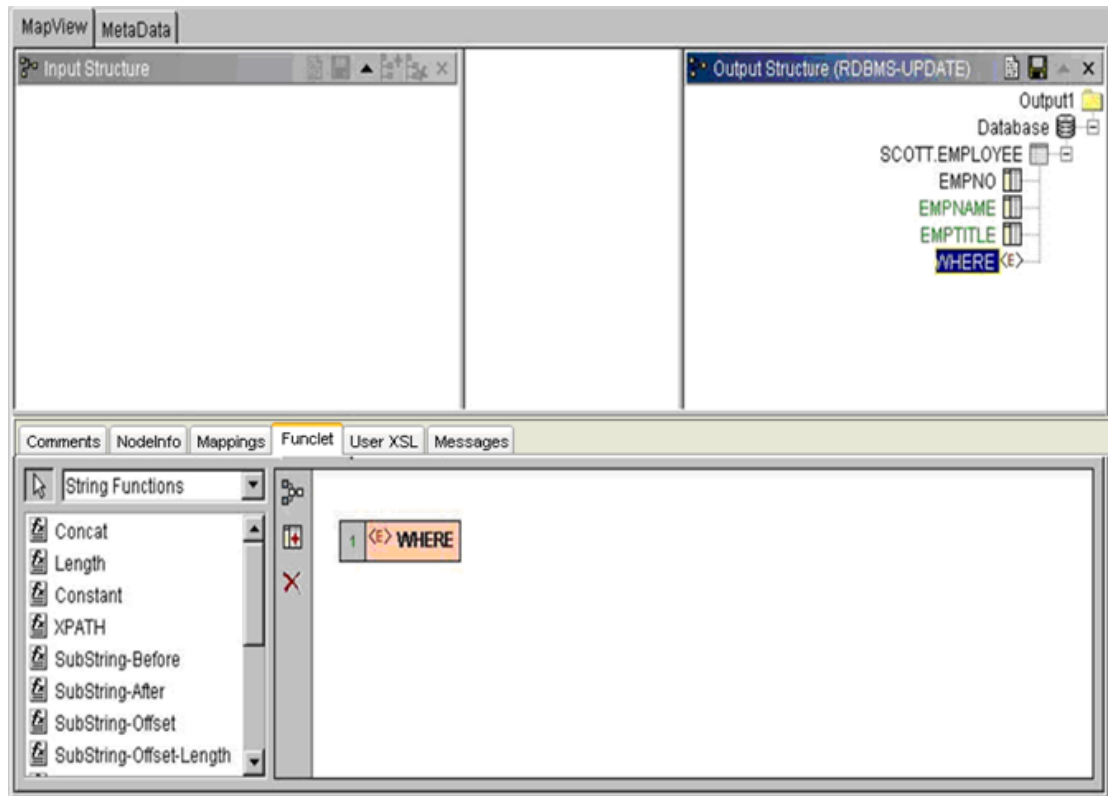 MapView MetaData
Input Structure
Output Structure (RDBMS-UPDATE)
Output1
Database
SCOTT.EMPLOYEE
EMPNO
EMPNAME
EMPTITLE
WHERE <E>
Comments NodeInfo Mappings Funclet User XSL Messages
String Functions
Concat
Length
Constant
XPATH
SubString-Before
SubString-After
SubString-Offset
SubString-Offset-Length
1 <E> WHERE